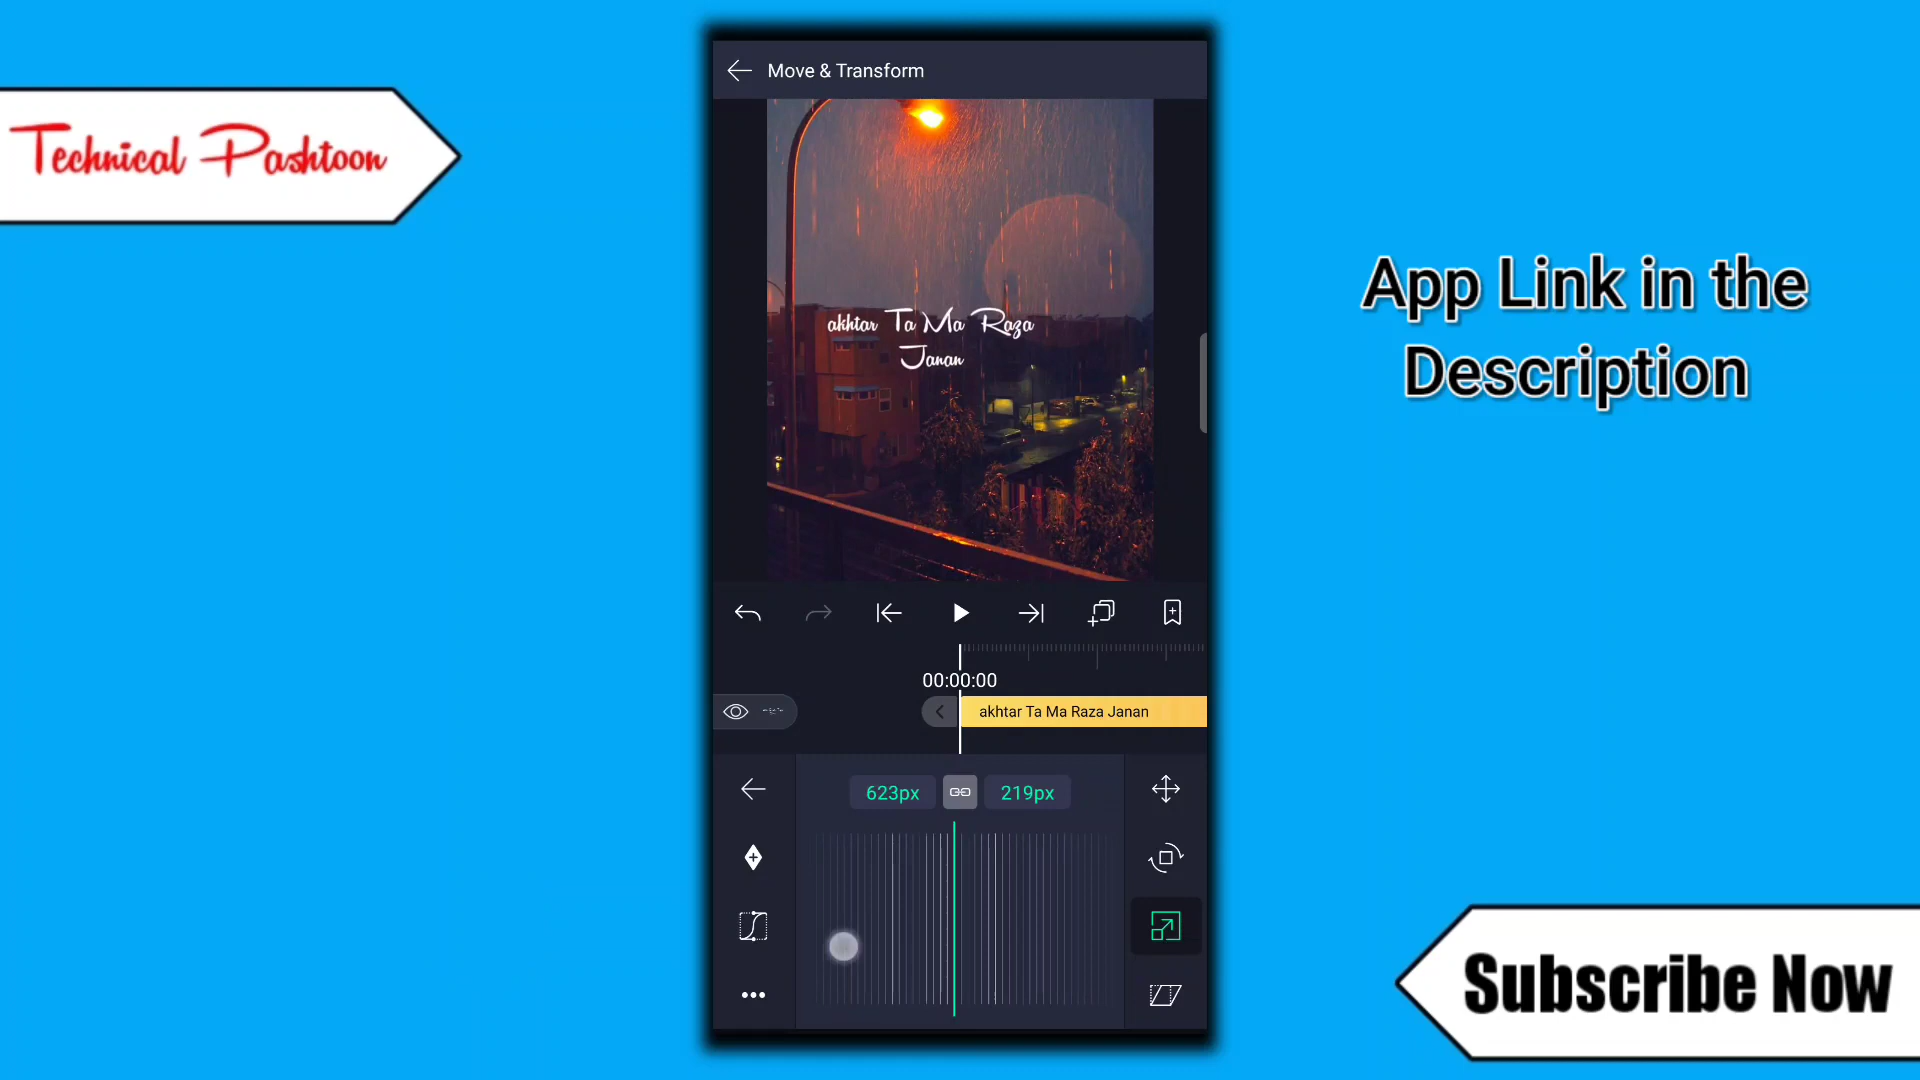 Technical Pashtoon
Move & Transform
akhtar Ta Ma Raza
Janan
App Link in the
Description
00:00:00
akhtar Ta Ma Raza Janan
623px
219px
Subscribe Now